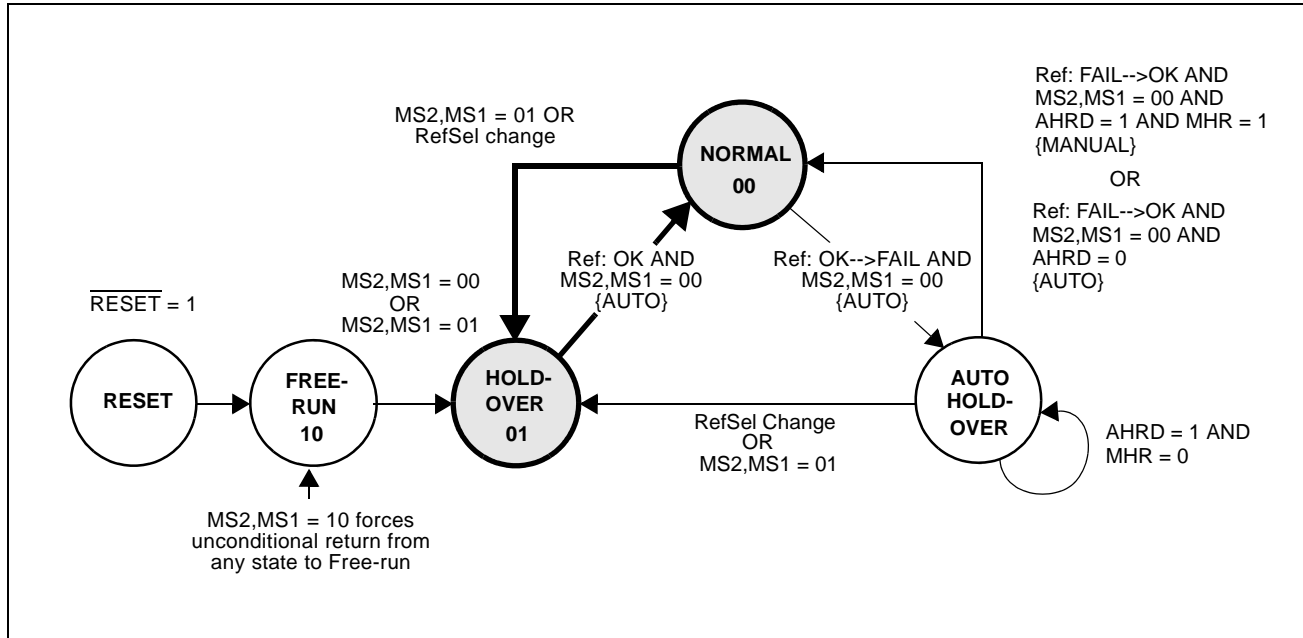 Ref: FAIL-->OK AND
MS2,MS1 = 00 AND
AHRD = 1 AND MHR = 1
{MANUAL}
OR
Ref: FAIL-->OK AND
MS2,MS1 = 00 AND
AHRD = 0
{AUTO}
MS2,MS1 = 01 OR
RefSel change
NORMAL
00
Ref: OK AND
MS2,MS1 = 00
{AUTO}
Ref: OK-->FAIL AND
MS2,MS1 = 00
{AUTO}
MS2,MS1 = 00
OR
MS2,MS1 = 01
RESET = 1
RESET
FREE-
RUN
10
HOLD-
OVER
01
RefSel Change
OR
MS2,MS1 = 01
AUTO
HOLD-
OVER
AHRD = 1 AND
MHR = 0
MS2,MS1 = 10 forces
unconditional return from
any state to Free-run